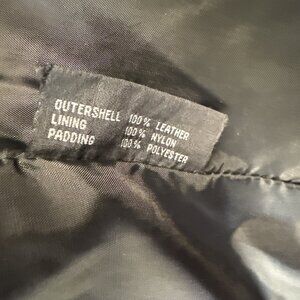 OUTERSHELL 100% LEATHER
LINING 100% NYLON
PADDING 100% POLYESTER